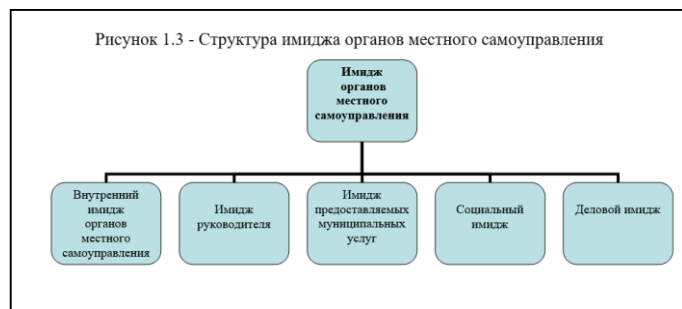 Рисунок 1.3 - Структура имиджа органов местного самоуправления
Имидж
органов
местного
самоуправления
Внутренний
имидж
органов
местного
самоуправления
Имидж
руководителя
Имидж
предоставляемых
муниципальных
услуг
Социальный
имидж
Деловой имидж